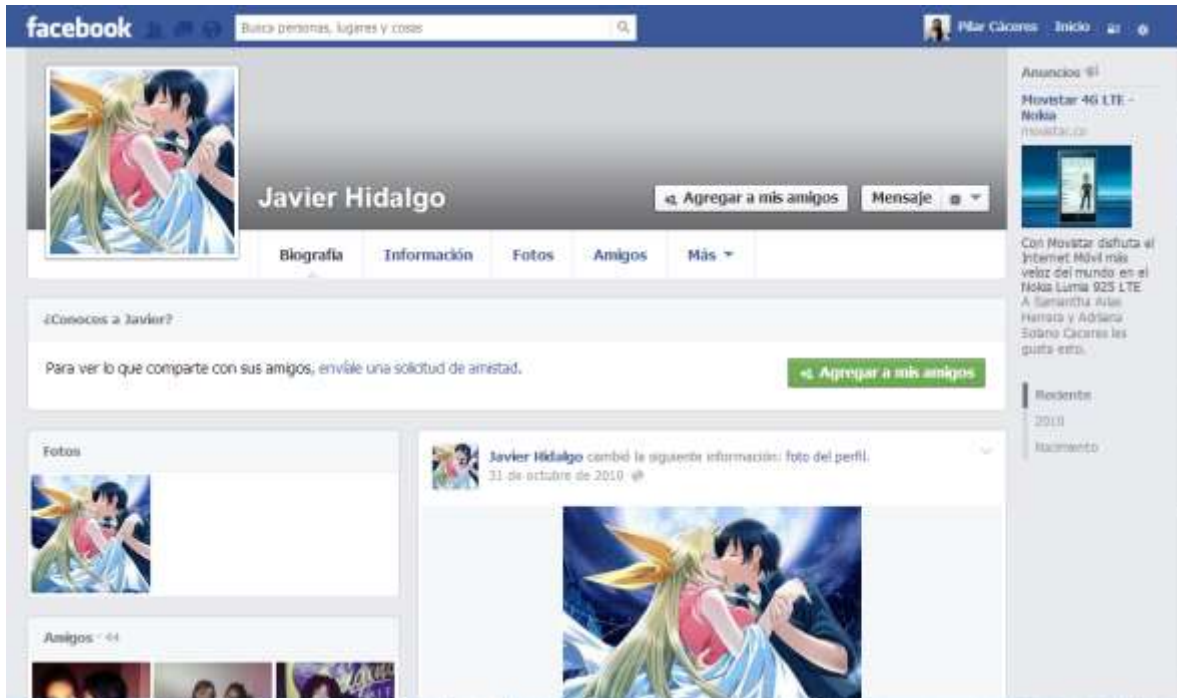 facebook
Busca personas, lugares y cosas
Pilar Cáceres Inicio
Javier Hidalgo
Agregar a mis amigos
Mensaje
Biografía Información Fotos Amigos Más
¿Conoces a Javier?
Para ver lo que comparte con sus amigos, envíale una solicitud de amistad.
Agregar a mis amigos
Fotos
Amigos · 44
Javier Hidalgo cambió la siguiente información: foto del perfil.
31 de octubre de 2010
Anuncios
Movistar 4G LTE -
Nokia
movistar.co
Con Movistar disfruta el
Internet Móvil más
veloz del mundo en el
Nokia Lumia 925 LTE
A Samantha Arias
Herrera y Adriana
Solano Caceres les
gusta esto.
Reciente
2010
Nacimiento